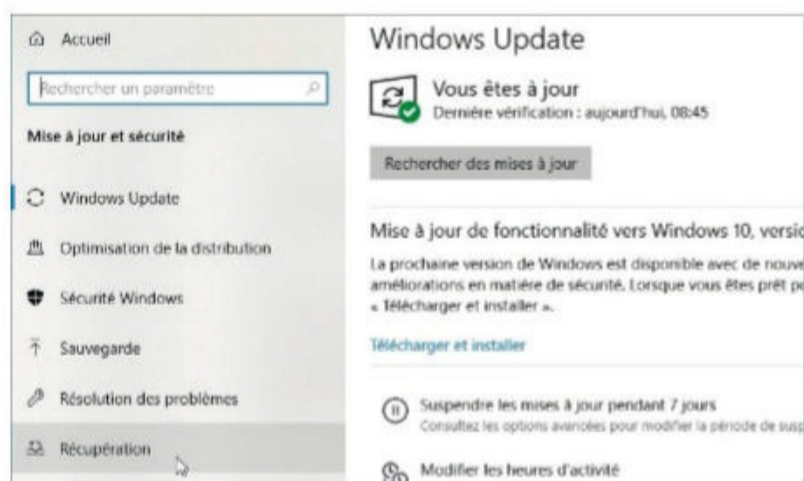 Accueil
Rechercher un paramètre
Mise à jour et sécurité
Windows Update
Optimisation de la distribution
Sécurité Windows
Sauvegarde
Résolution des problèmes
Récupération
Windows Update
Vous êtes à jour
Dernière vérification : aujourd'hui, 08:45
Rechercher des mises à jour
Mise à jour de fonctionnalité vers Windows 10, versio
La prochaine version de Windows est disponible avec de nouve
améliorations en matière de sécurité. Lorsque vous êtes prêt po
« Télécharger et installer ».
Télécharger et installer
Suspendre les mises à jour pendant 7 jours
Consultez les options avancées pour modifier la période de susp
Modifier les heures d'activité